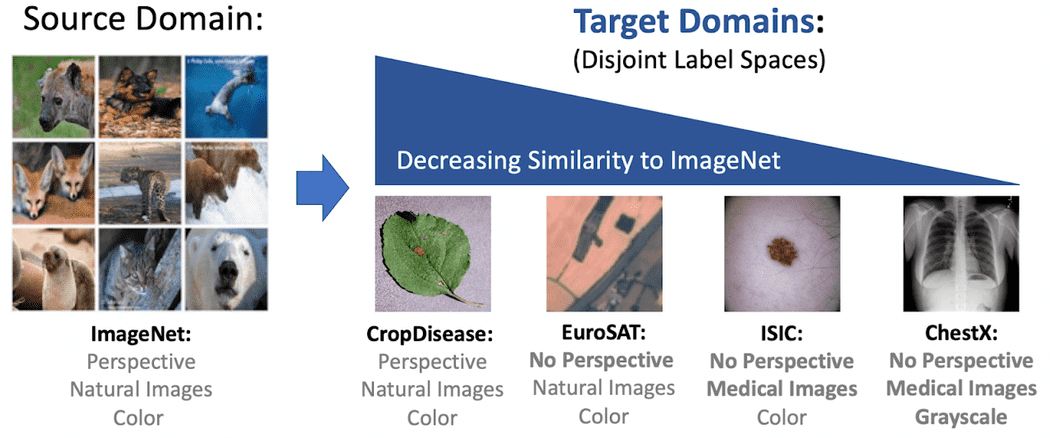 Source Domain:
Target Domains:
(Disjoint Label Spaces)
Decreasing Similarity to ImageNet
ImageNet:
Perspective
Natural Images
Color
CropDisease:
Perspective
Natural Images
Color
EuroSAT:
No Perspective
Natural Images
Color
ISIC:
No Perspective
Medical Images
Color
ChestX:
No Perspective
Medical Images
Grayscale